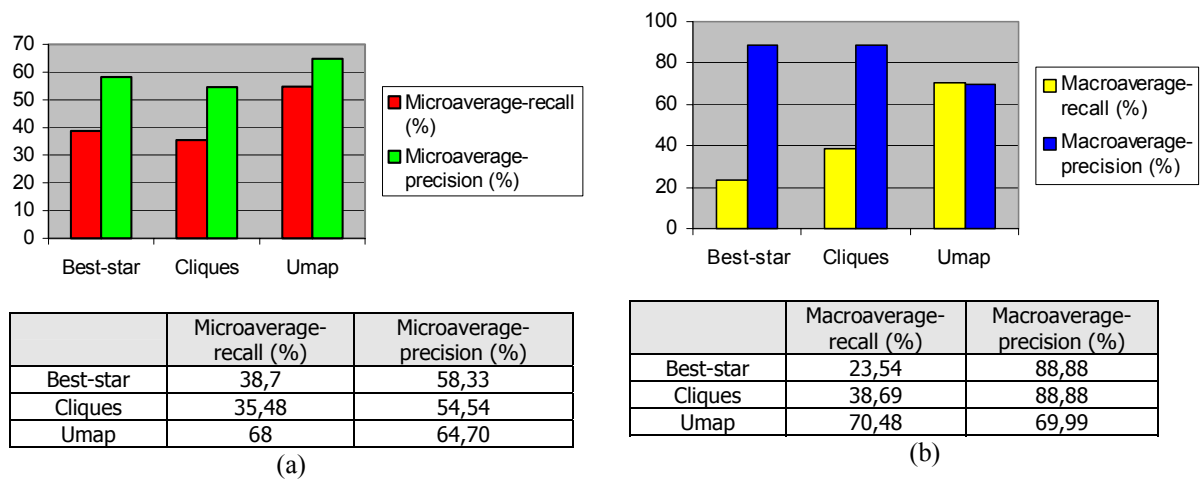 70
60
50
40
30
20
10
0
Best-star Cliques Umap
Microaverage-recall
(%)
Microaverage-
precision (%)
Microaverage-
recall (%)
Microaverage-
precision (%)
Best-star 38,7 58,33
Cliques 35,48 54,54
Umap 68 64,70
(a)
100
80
60
40
20
0
Best-star Cliques Umap
Macroaverage-
recall (%)
Macroaverage-
precision (%)
Macroaverage-
recall (%)
Macroaverage-
precision (%)
Best-star 23,54 88,88
Cliques 38,69 88,88
Umap 70,48 69,99
(b)